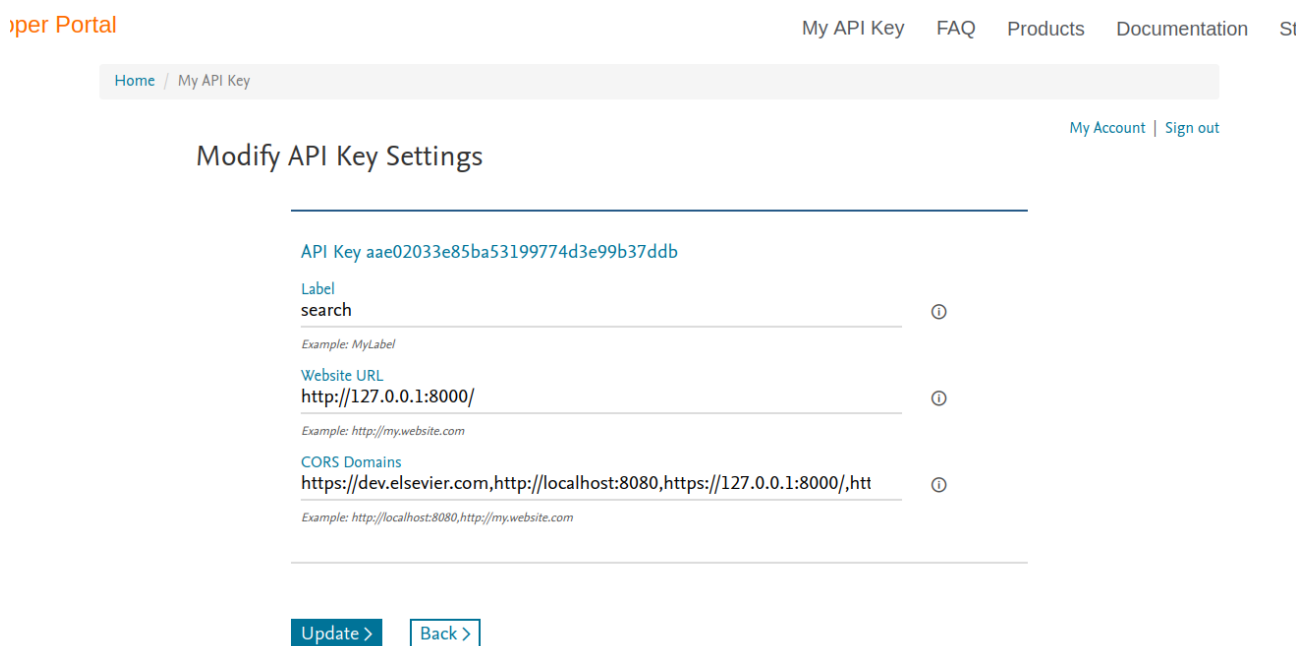 oper Portal
My API Key FAQ Products Documentation St
Home / My API Key
My Account | Sign out
Modify API Key Settings
API Key aae02033e85ba53199774d3e99b37ddb
Label
search
Example: MyLabel
Website URL
http://127.0.0.1:8000/
Example: http://my.website.com
CORS Domains
https://dev.elsevier.com,http://localhost:8080,https://127.0.0.1:8000/,htt
Example: http://localhost:8080,http://my.website.com
Update >
Back >